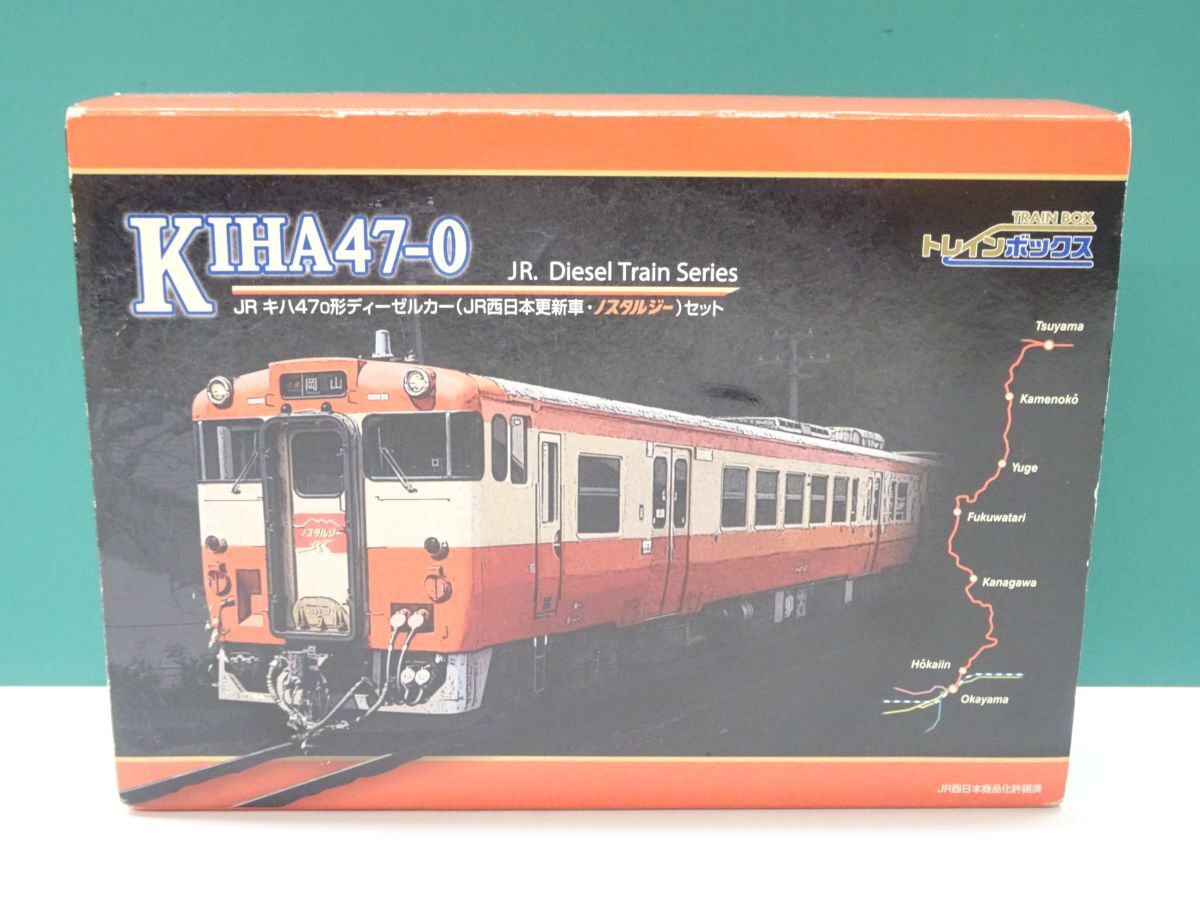 KIHA47-0
JR. Diesel Train Series
JR キハ470形ディーゼルカー(JR西日本更新車・ノスタルジー)セット
TRAIN BOX
トレインボックス
岡山
ノスタルジー
Tsuyama
Kamenokô
Yuge
Fukuwatari
Kanagawa
Hôkaiin
Okayama
JR西日本商品化許諾済